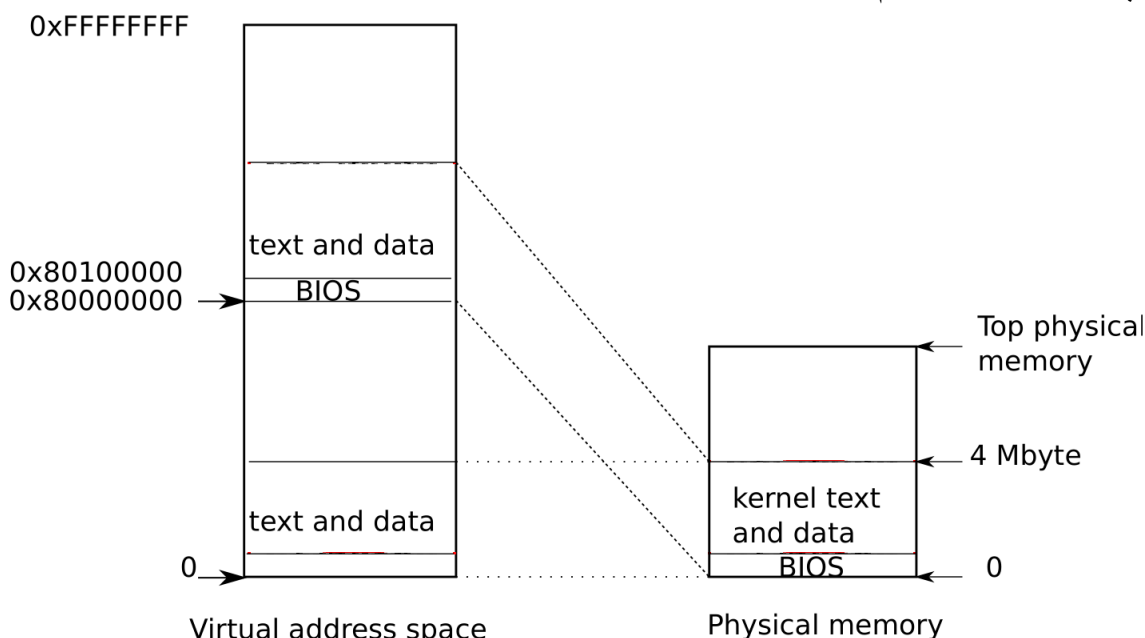 0xFFFFFFFF
text and data
0x80100000
BIOS
0x80000000
Top physical
memory
4 Mbyte
kernel text
and data
text and data
BIOS
0
0
Virtual address space
Physical memory